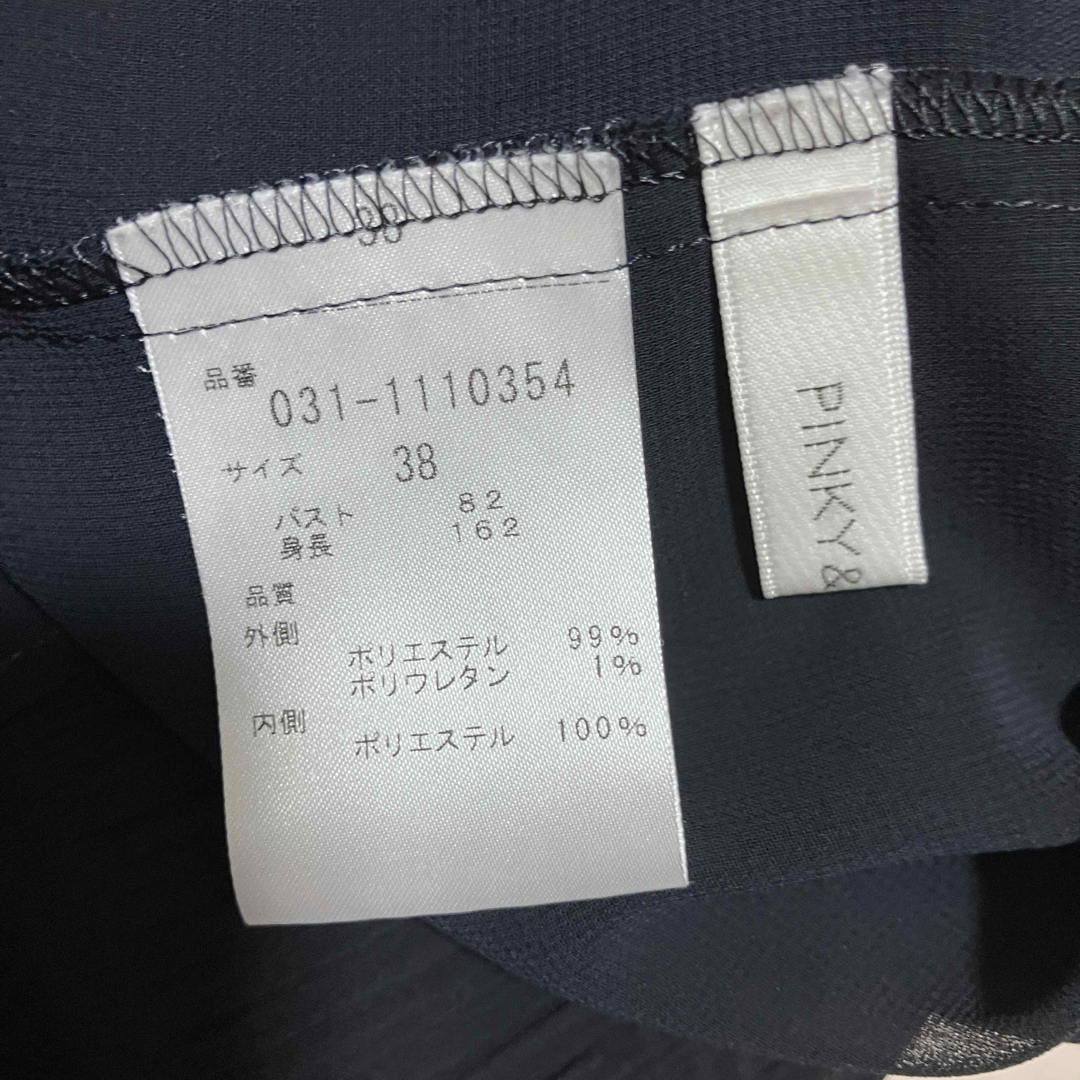 38
品番
031-1110354
サイズ 38
バスト 82
身長 162
品質
外側
ポリエステル 99%
ポリウレタン 1%
内側
ポリエステル 100%
PINKY&